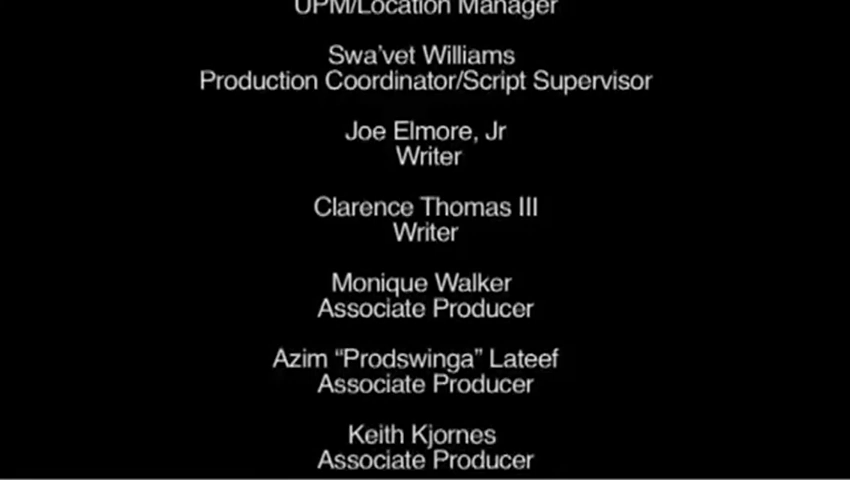 UPM/Location Manager
Swa'vet Williams
Production Coordinator/Script Supervisor
Joe Elmore, Jr
Writer
Clarence Thomas III
Writer
Monique Walker
Associate Producer
Azim “Prodswinga” Lateef
Associate Producer
Keith Kjornes
Associate Producer